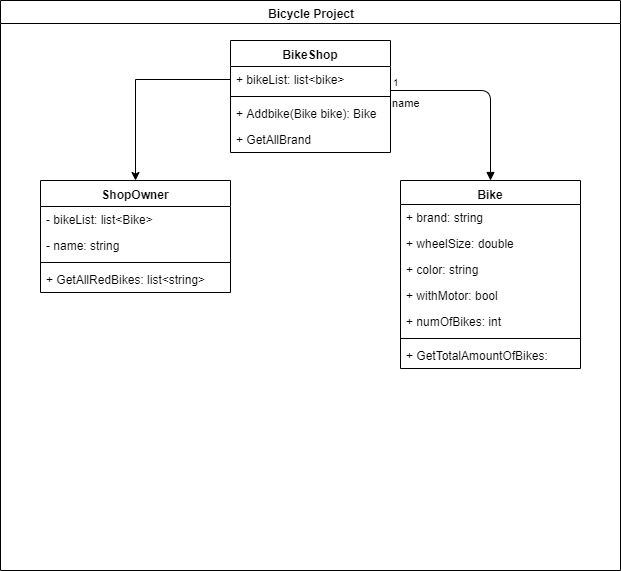 Bicycle Project
BikeShop
+ bikeList: list<bike>
+ Addbike(Bike bike): Bike
+ GetAllBrand
1
name
ShopOwner
- bikeList: list<Bike>
- name: string
+ GetAllRedBikes: list<string>
Bike
+ brand: string
+ wheelSize: double
+ color: string
+ withMotor: bool
+ numOfBikes: int
+ GetTotalAmountOfBikes: